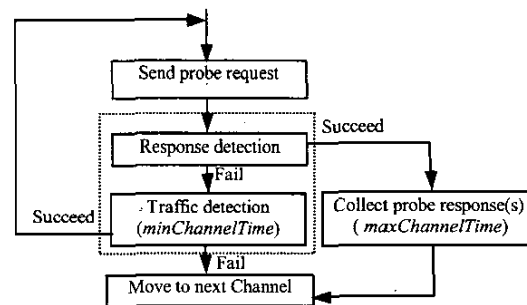 Send probe request
Response detection
Succeed
Fail
Traffic detection
(minChannelTime)
Succeed
Collect probe response(s)
( maxChannelTime)
Fail
Move to next Channel